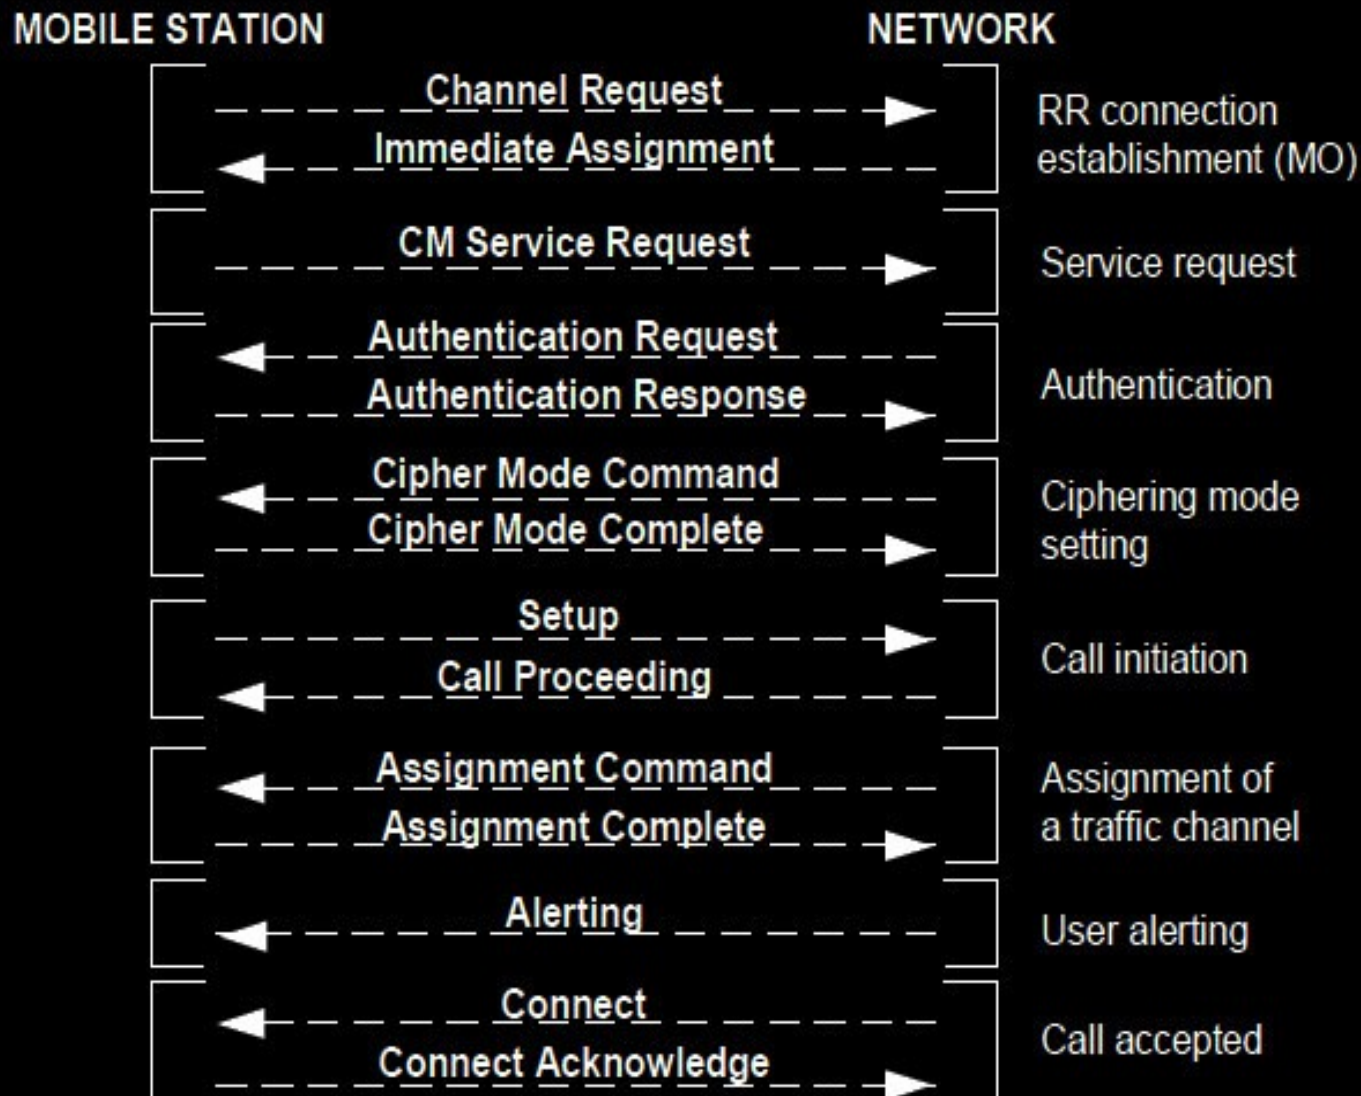 MOBILE STATION
NETWORK
Channel Request
Immediate Assignment
RR connection
establishment (MO)
CM Service Request
Service request
Authentication Request
Authentication Response
Authentication
Cipher Mode Command
Cipher Mode Complete
Ciphering mode
setting
Setup
Call Proceeding
Call initiation
Assignment Command
Assignment Complete
Assignment of
a traffic channel
Alerting
User alerting
Connect
Connect Acknowledge
Call accepted